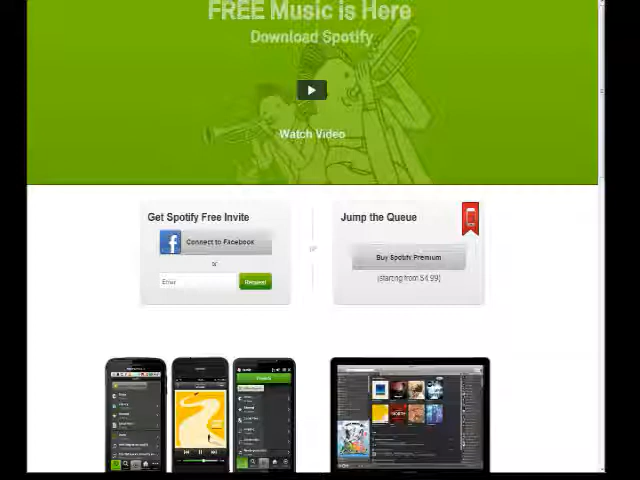 FREE Music is Here
Download Spotify
Watch Video
Get Spotify Free Invite
Connect to Facebook
or
Request
or
Jump the Queue
Buy Spotify Premium
(starting from $4.99)